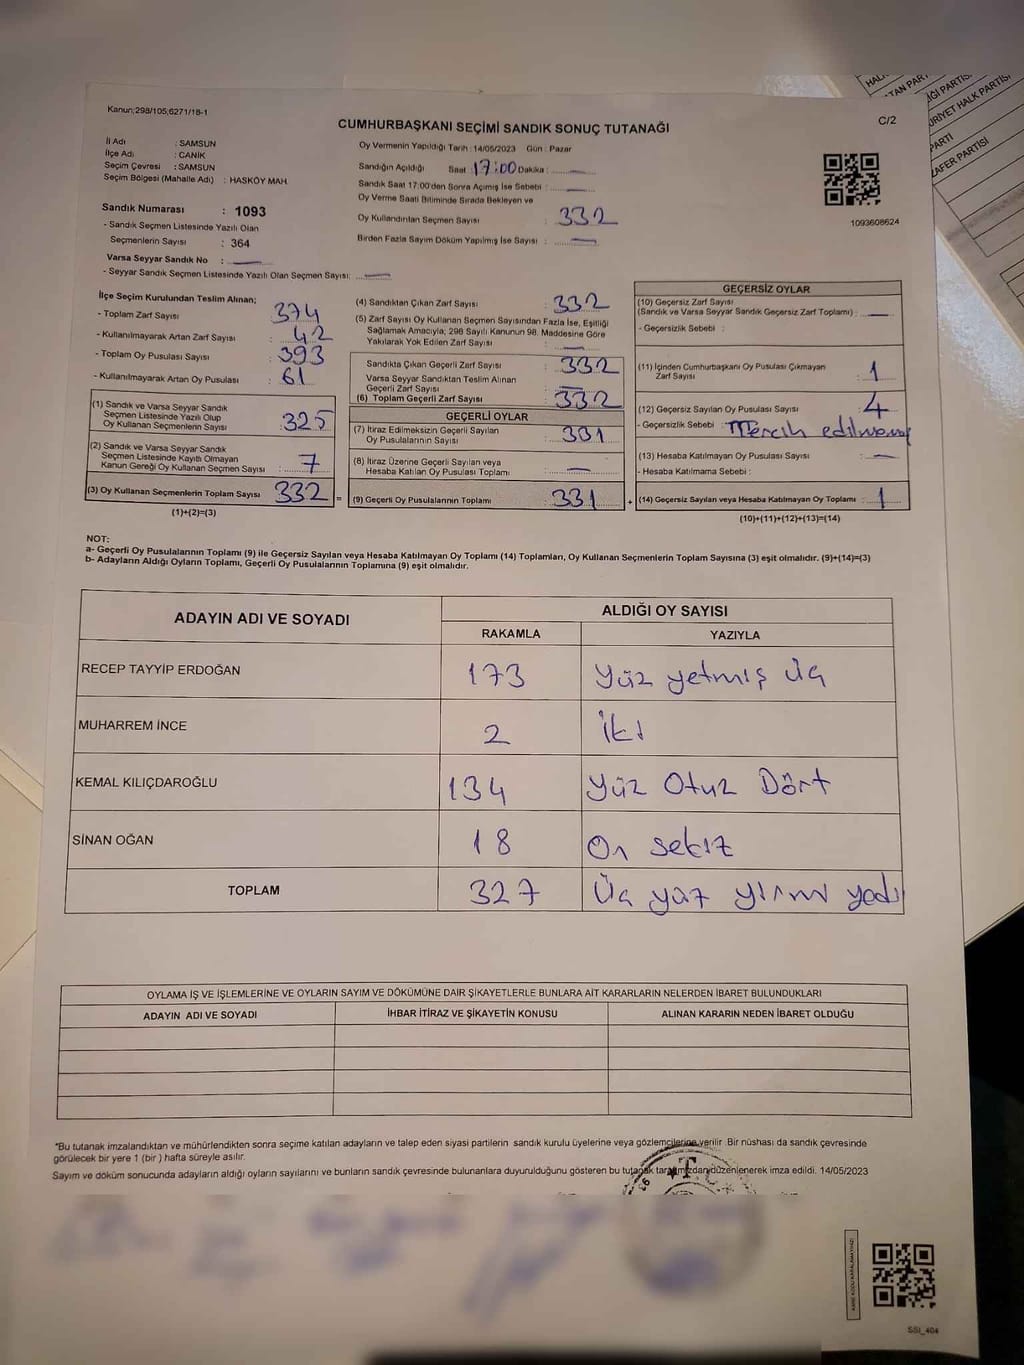 Kanun;298/105;6271/18-1
CUMHURBAŞKANI SEÇİMİ SANDIK SONUÇ TUTANAĞI
C/2
İl Adı : SAMSUN
İlçe Adı : CANİK
Seçim Çevresi : SAMSUN
Seçim Bölgesi (Mahalle Adı) : HASKÖY MAH.
Sandık Numarası : 1093
- Sandık Seçmen Listesinde Yazılı Olan
Seçmenlerin Sayısı : 364
Varsa Seyyar Sandık No :
- Seyyar Sandık Seçmen Listesinde Yazılı Olan Seçmen Sayısı:
Oy Vermenin Yapıldığı Tarih :14/05/2023 Gün : Pazar
Sandığın Açıldığı Saat : 17:00 Dakika :
Sandık Saat 17:00'den Sonra Açımış İse Sebebi :
Oy Verme Saati Bitiminde Sırada Bekleyen ve
Oy Kullandırılan Seçmen Sayısı : 332
Birden Fazla Sayım Döküm Yapılmış İse Sayısı :
1093608624
İlçe Seçim Kurulundan Teslim Alınan;
- Toplam Zarf Sayısı : 374
- Kullanılmayarak Artan Zarf Sayısı : 42
- Toplam Oy Pusulası Sayısı : 393
- Kullanılmayarak Artan Oy Pusulası : 61
(1) Sandık ve Varsa Seyyar Sandık
Seçmen Listesinde Yazılı Olup
Oy Kullanan Seçmenlerin Sayısı : 325
(2) Sandık ve Varsa Seyyar Sandık
Seçmen Listesinde Kayıtlı Olmayan
Kanun Gereği Oy Kullanan Seçmen Sayısı : 7
(3) Oy Kullanan Seçmenlerin Toplam Sayısı : 332 =
(1)+(2)=(3)
(4) Sandıktan Çıkan Zarf Sayısı : 332
(5) Zarf Sayısı Oy Kullanan Seçmen Sayısından Fazla İse, Eşitliği
Sağlamak Amacıyla; 298 Sayılı Kanunun 98. Maddesine Göre
Yakılarak Yok Edilen Zarf Sayısı :
Sandıkta Çıkan Geçerli Zarf Sayısı : 332
Varsa Seyyar Sandıktan Teslim Alınan
Geçerli Zarf Sayısı :
(6) Toplam Geçerli Zarf Sayısı : 332
GEÇERLİ OYLAR
(7) İtiraz Edilmeksizin Geçerli Sayılan
Oy Pusulalarının Sayısı : 331
(8) İtiraz Üzerine Geçerli Sayılan veya
Hesaba Katılan Oy Pusulası Toplamı :
(9) Geçerli Oy Pusulalarının Toplamı : 331 +
GEÇERSİZ OYLAR
(10) Geçersiz Zarf Sayısı
(Sandık ve Varsa Seyyar Sandık Geçersiz Zarf Toplamı) :
- Geçersizlik Sebebi :
(11) İçinden Cumhurbaşkanı Oy Pusulası Çıkmayan
Zarf Sayısı : 1
(12) Geçersiz Sayılan Oy Pusulası Sayısı : 4
- Geçersizlik Sebebi :
(13) Hesaba Katılmayan Oy Pusulası Sayısı :
- Hesaba Katılmama Sebebi :
(14) Geçersiz Sayılan veya Hesaba Katılmayan Oy Toplamı : 1
(10)+(11)+(12)+(13)=(14)
NOT:
a- Geçerli Oy Pusulalarının Toplamı (9) ile Geçersiz Sayılan veya Hesaba Katılmayan Oy Toplamı (14) Toplamları, Oy Kullanan Seçmenlerin Toplam Sayısına (3) eşit olmalıdır. (9)+(14)=(3)
b- Adayların Aldığı Oyların Toplamı, Geçerli Oy Pusulalarının Toplamına (9) eşit olmalıdır.
ADAYIN ADI VE SOYADI
ALDIĞI OY SAYISI
RAKAMLA YAZIYLA
RECEP TAYYİP ERDOĞAN 173 Yüz yetmiş üç
MUHARREM İNCE 2 İki
KEMAL KILIÇDAROĞLU 134 Yüz Otuz Dört
SİNAN OĞAN 18 On sekiz
TOPLAM 327 Üç yüz yirmi yedi
OYLAMA İŞ VE İŞLEMLERİNE VE OYLARIN SAYIM VE DÖKÜMÜNE DAİR ŞİKAYETLERLE BUNLARA AİT KARARLARIN NELERDEN İBARET BULUNDUKLARI
ADAYIN ADI VE SOYADI İHBAR İTİRAZ VE ŞİKAYETİN KONUSU ALINAN KARARIN NEDEN İBARET OLDUĞU
*Bu tutanak imzalandıktan ve mühürlendikten sonra seçime katılan adayların ve talep eden siyasi partilerin sandık kurulu üyelerine veya gözlemcilerine verilir. Bir nüshası da sandık çevresinde
görülecek bir yere 1 (bir ) hafta süreyle asılır.
Sayım ve döküm sonucunda adayların aldığı oyların sayılarını ve bunların sandık çevresinde bulunanlara duyurulduğunu gösteren bu tutanak tarafımızdan düzenlenerek imza edildi. 14/05/2023
SSİ_404